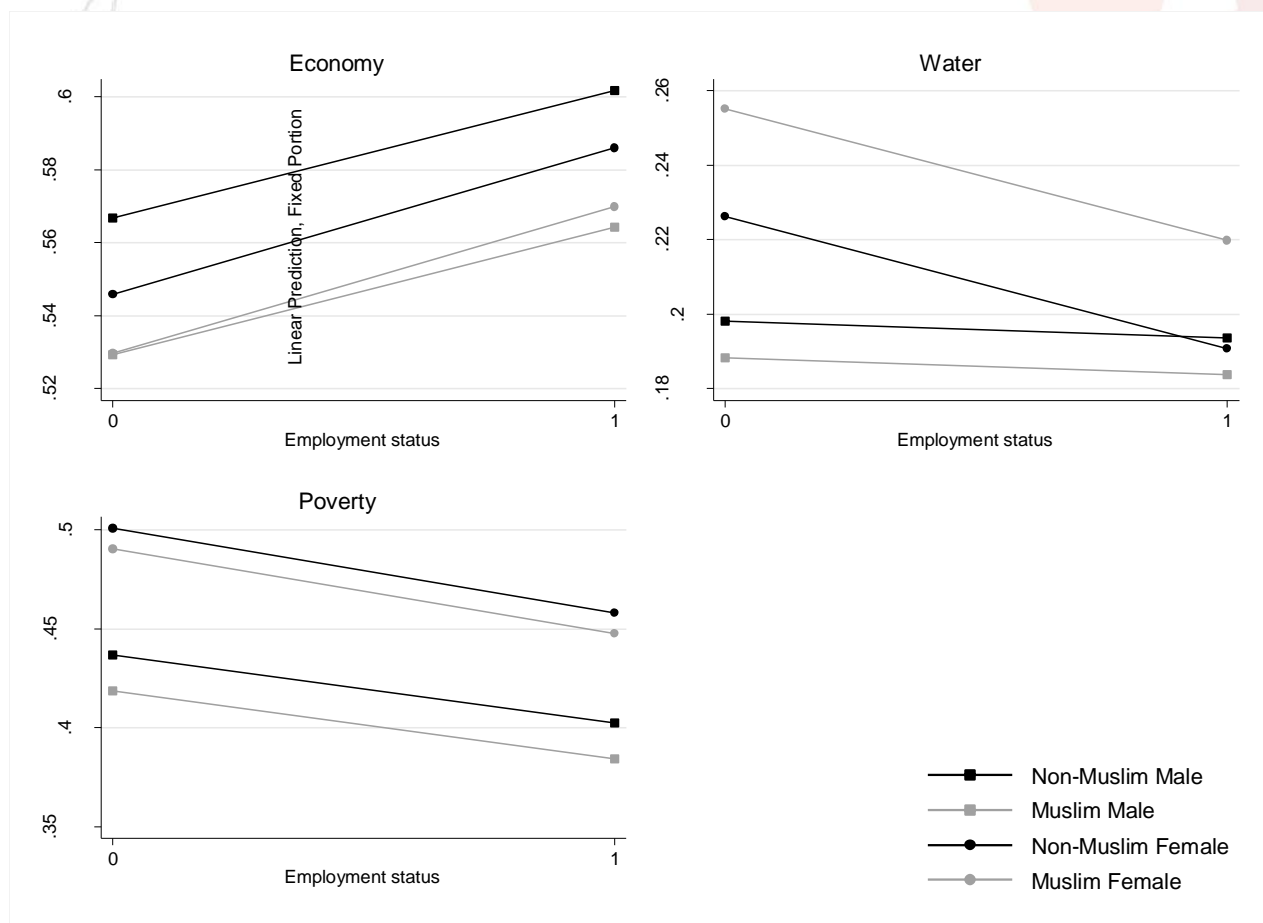 Economy
.6
.58
.56
.54
.52
Linear Prediction, Fixed Portion
0
1
Employment status
Water
.26
.24
.22
.2
.18
0
1
Employment status
Poverty
.5
.45
.4
.35
0
1
Employment status
Non-Muslim Male
Muslim Male
Non-Muslim Female
Muslim Female